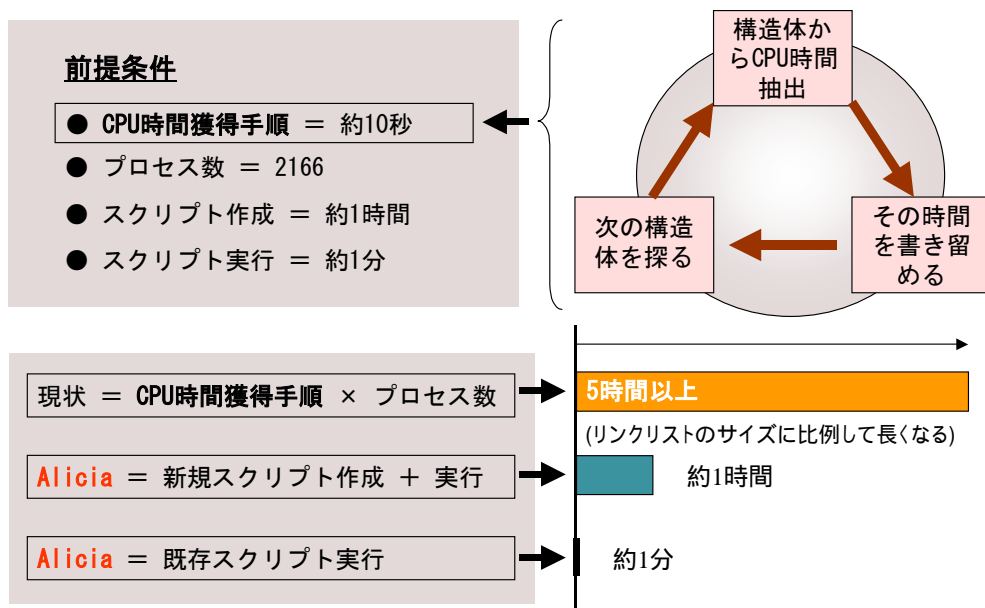 前提条件
● CPU時間獲得手順 ＝ 約10秒
● プロセス数 ＝ 2166
● スクリプト作成 ＝ 約1時間
● スクリプト実行 ＝ 約1分
構造体か
らCPU時間
抽出
次の構造
体を探る
その時間
を書き留
める
現状 ＝ CPU時間獲得手順 × プロセス数
5時間以上
(リンクリストのサイズに比例して長くなる)
Alicia ＝ 新規スクリプト作成 ＋ 実行
約1時間
Alicia ＝ 既存スクリプト実行
約1分